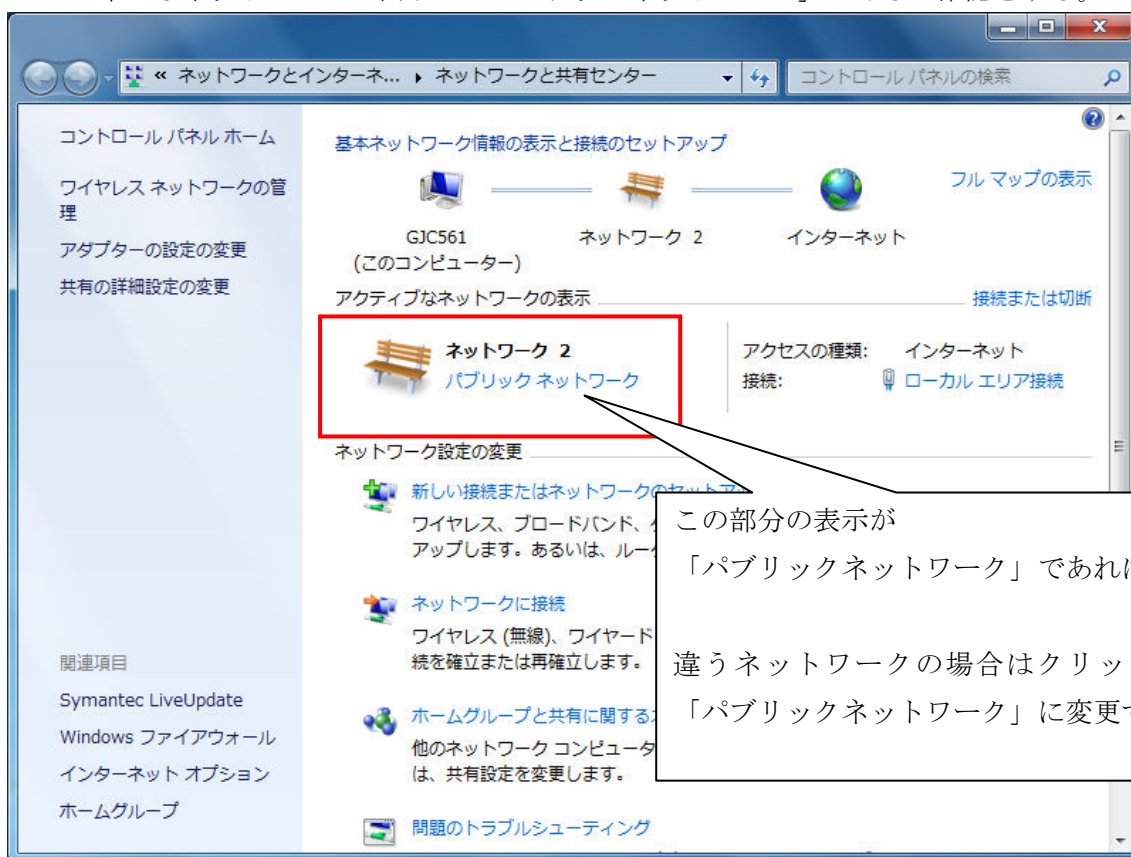 « ネットワークとインターネ... ▶ ネットワークと共有センター
コントロール パネルの検索
コントロール パネル ホーム
ワイヤレス ネットワークの管
理
アダプターの設定の変更
共有の詳細設定の変更
基本ネットワーク情報の表示と接続のセットアップ
フル マップの表示
GJC561
(このコンピューター)
ネットワーク 2
インターネット
アクティブなネットワークの表示
接続または切断
ネットワーク 2
パブリック ネットワーク
アクセスの種類: インターネット
接続: ローカル エリア接続
ネットワーク設定の変更
新しい接続またはネットワークのセットアッ
ワイヤレス、ブロードバンド、
アップします。あるいは、ルー
ネットワークに接続
ワイヤレス (無線)、ワイヤード
続を確立または再確立します。
ホームグループと共有に関する
他のネットワーク コンピュータ
は、共有設定を変更します。
問題のトラブルシューティング
この部分の表示が
「パブリックネットワーク」であれ
違うネットワークの場合はクリッ
「パブリックネットワーク」に変更
関連項目
Symantec LiveUpdate
Windows ファイアウォール
インターネット オプション
ホームグループ